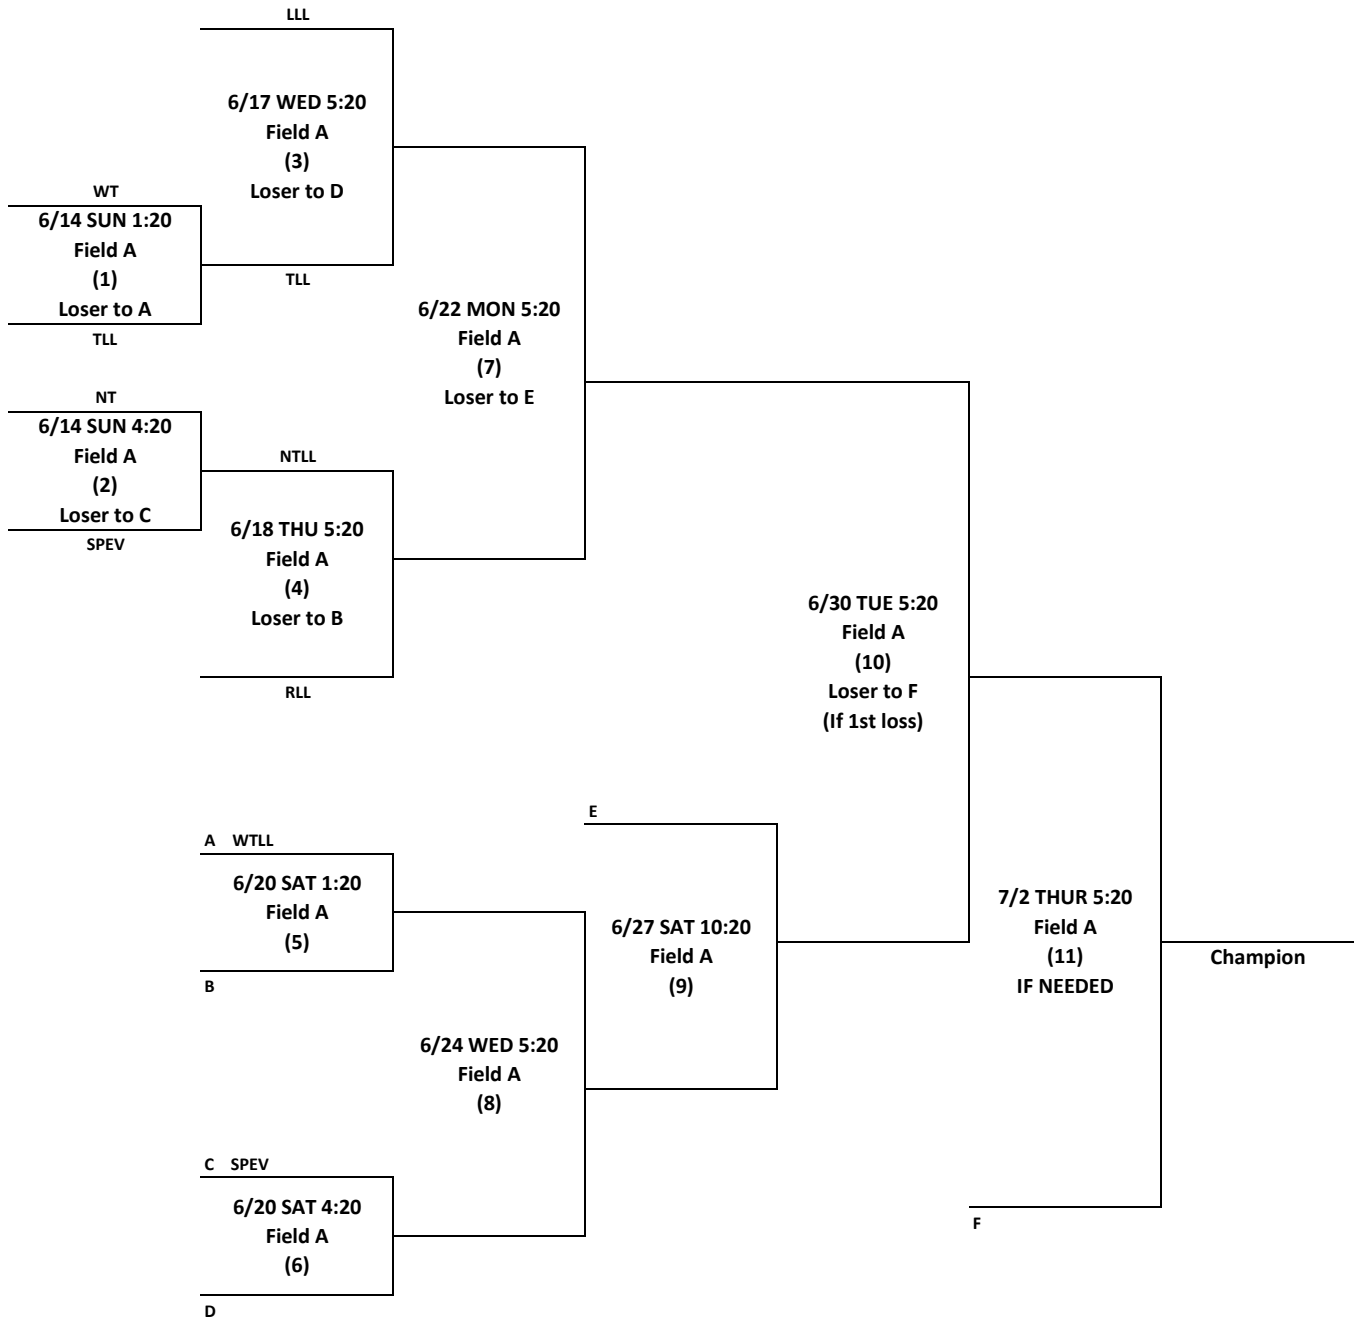 LLL
6/17 WED 5:20
Field A
(3)
Loser to D
WT
6/14 SUN 1:20
Field A
(1)
Loser to A
TLL
TLL
6/22 MON 5:20
Field A
(7)
Loser to E
NT
6/14 SUN 4:20
Field A
(2)
Loser to C
SPEV
NTLL
6/18 THU 5:20
Field A
(4)
Loser to B
RLL
6/30 TUE 5:20
Field A
(10)
Loser to F
(If 1st loss)
E
A WTLL
6/20 SAT 1:20
Field A
(5)
B
6/27 SAT 10:20
Field A
(9)
7/2 THUR 5:20
Field A
(11)
IF NEEDED
Champion
6/24 WED 5:20
Field A
(8)
C SPEV
6/20 SAT 4:20
Field A
(6)
D
F